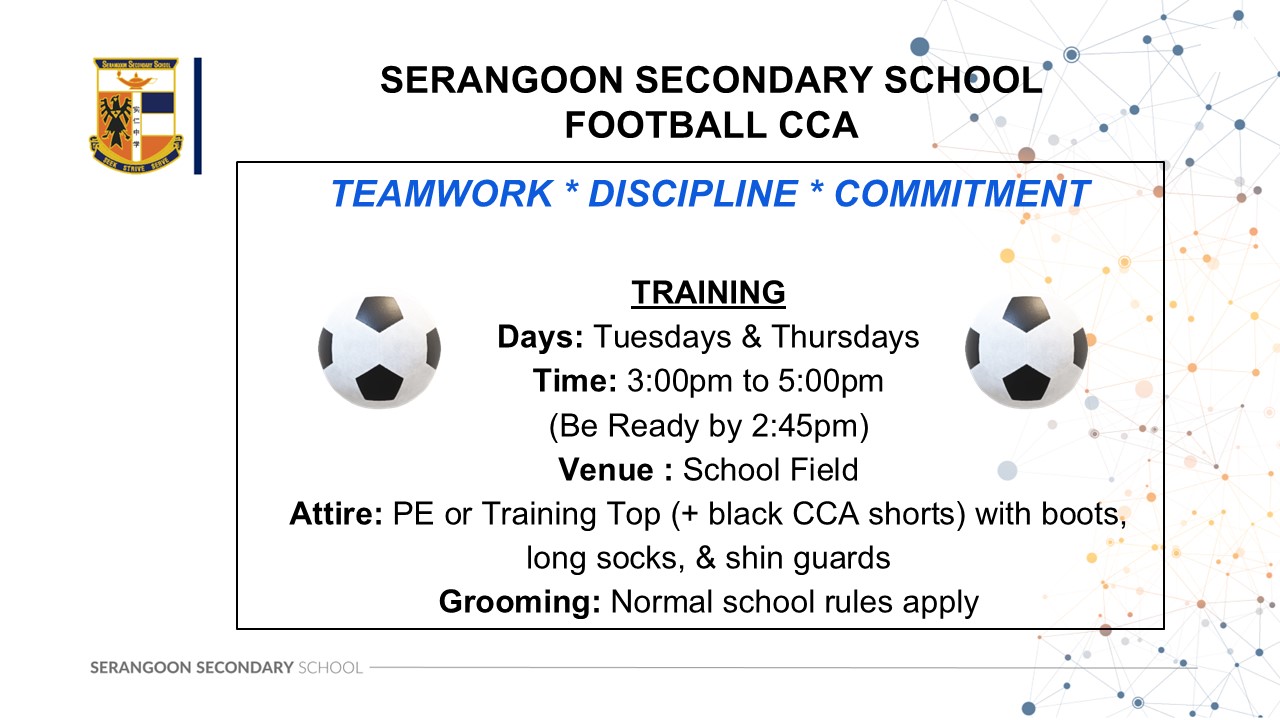 SERANGOON SECONDARY SCHOOL
SERANGOON SECONDARY SCHOOL
FOOTBALL CCA
SEEK STRIVE SERVE
TEAMWORK * DISCIPLINE * COMMITMENT
TRAINING
Days: Tuesdays & Thursdays
Time: 3:00pm to 5:00pm
(Be Ready by 2:45pm)
Venue : School Field
Attire: PE or Training Top (+ black CCA shorts) with boots,
long socks, & shin guards
Grooming: Normal school rules apply
SERANGOON SECONDARY SCHOOL